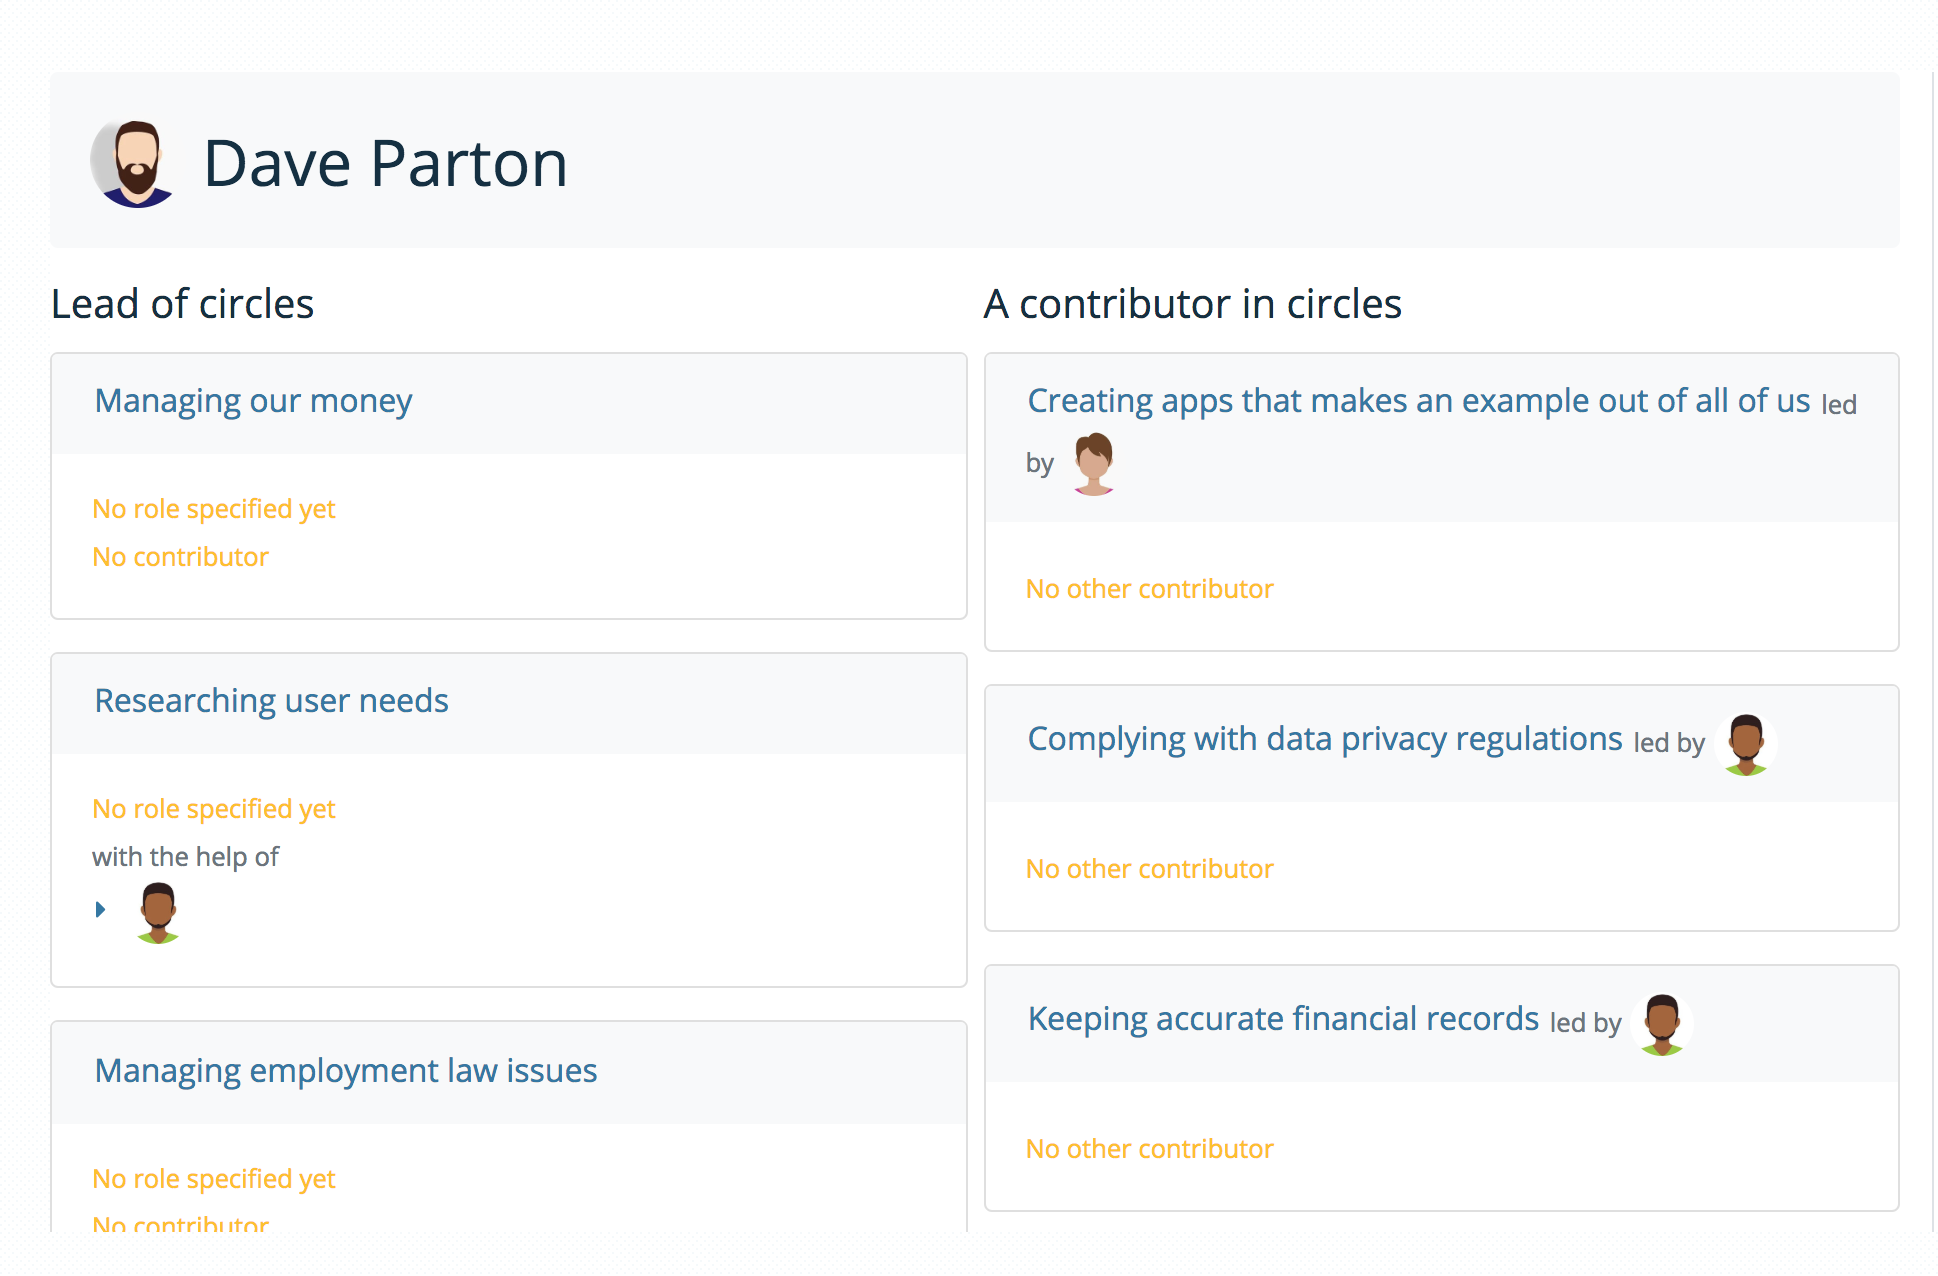 Dave Parton
Lead of circles
Managing our money
No role specified yet
No contributor
Researching user needs
No role specified yet
with the help of
Managing employment law issues
No role specified yet
No contributor
A contributor in circles
Creating apps that makes an example out of all of us led
by
No other contributor
Complying with data privacy regulations led by
No other contributor
Keeping accurate financial records led by
No other contributor